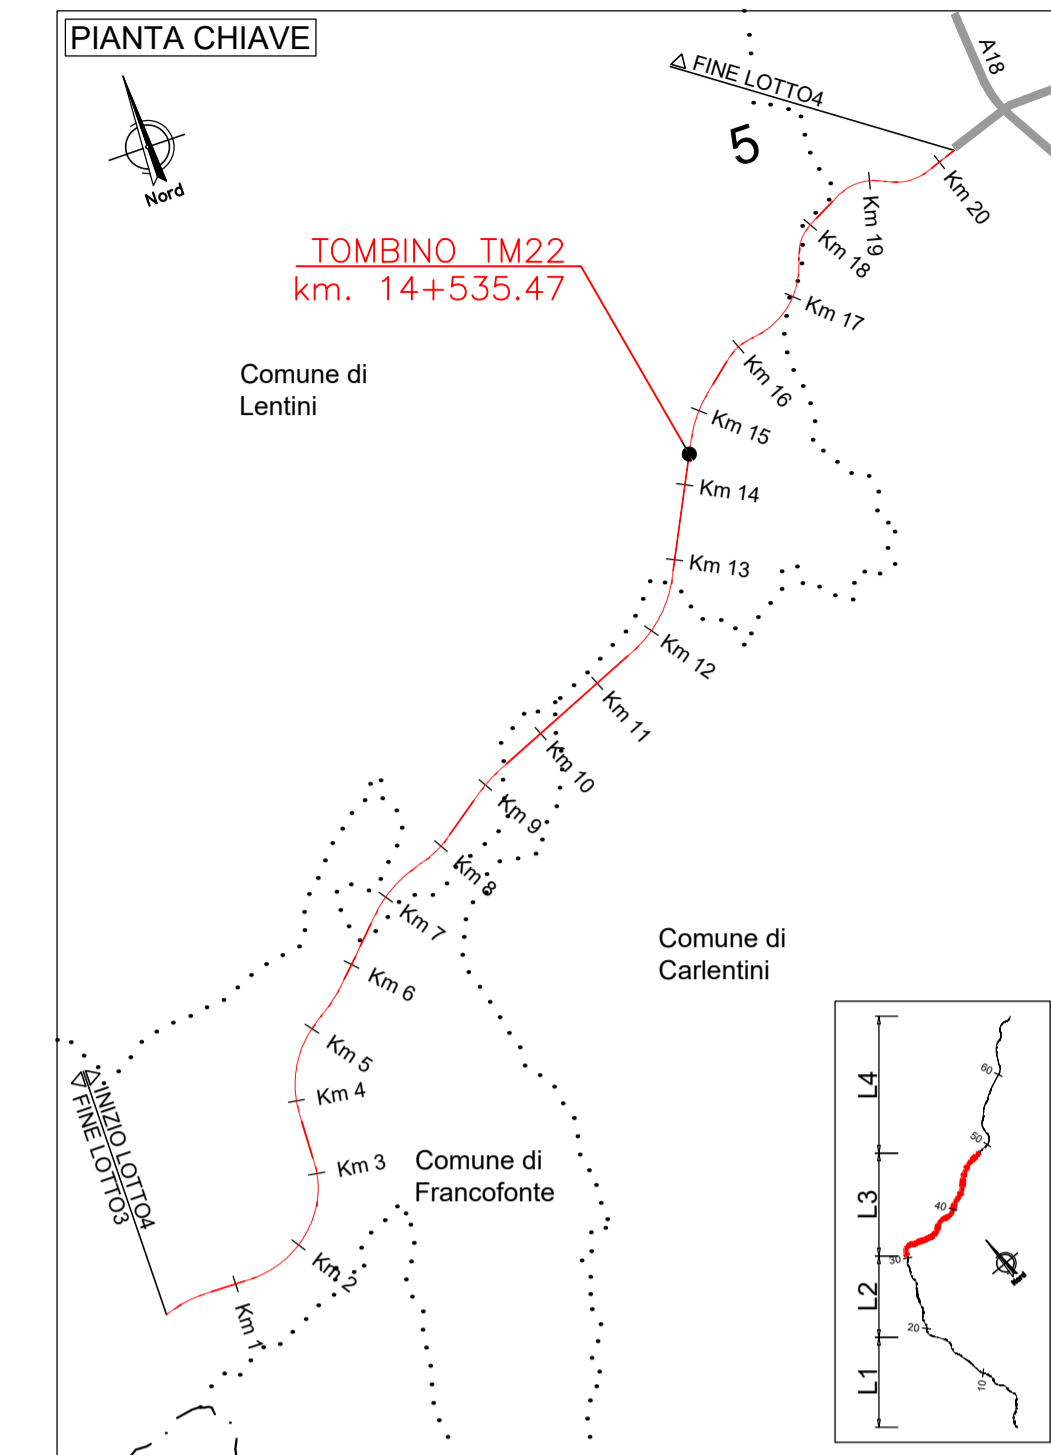 PIANTA CHIAVE
A18
FINE LOTTO4
5
Nord
Km 20
Km 19
Km 18
TOMBINO TM22
km. 14+535.47
Km 17
Comune di
Lentini
Km 16
Km 15
Km 14
Km 13
Km 12
Km 11
Km 10
Km 9
Km 8
Km 7
Comune di
Carlentini
Km 6
Km 5
Km 4
INIZIO LOTTO4
FINE LOTTO3
Km 3
Comune di
Francofonte
Km 2
Km 1
L4
60
50
L3
40
30
L2
20
L1
10